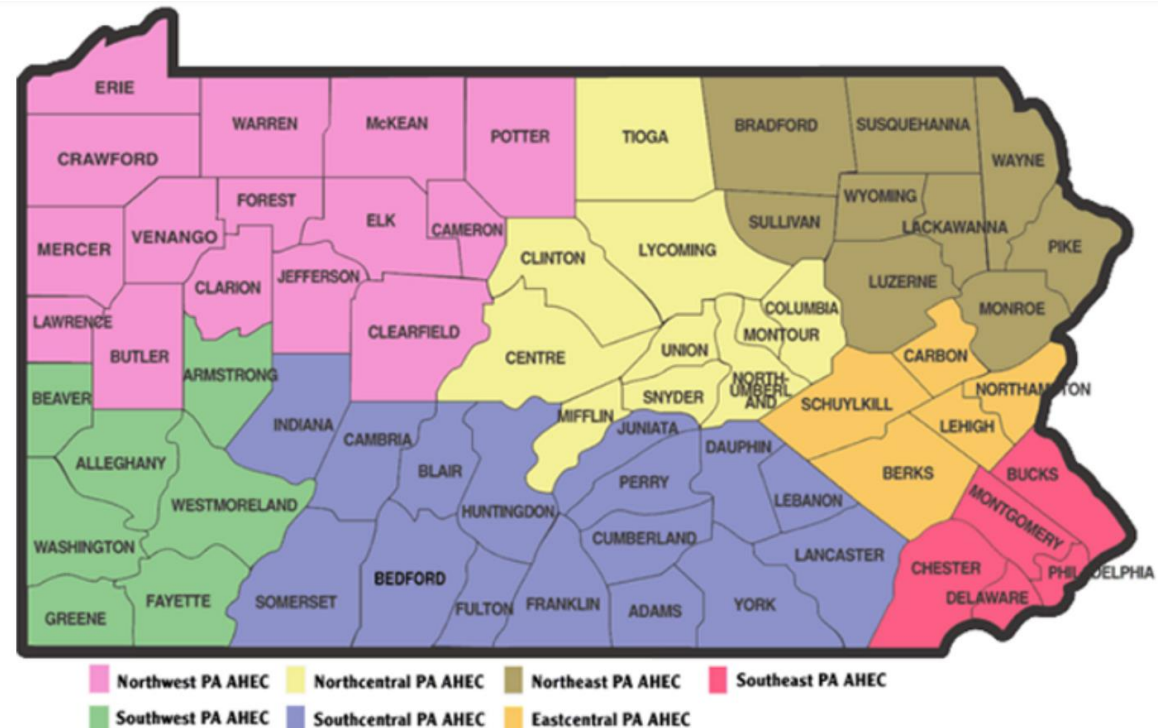 ERIE
WARREN
McKEAN
POTTER
TIOGA
BRADFORD
SUSQUEHANNA
WAYNE
CRAWFORD
FOREST
ELK
CAMERON
WYOMING
LACKAWANNA
SULLIVAN
PIKE
MERCER
VENANGO
CLINTON
LYCOMING
JEFFERSON
CLARION
LUZERNE
MONROE
COLUMBIA
LAWRENCE
BUTLER
CLEARFIELD
CENTRE
UNION
MONTOUR
CARBON
ARMSTRONG
BEAVER
SNYDER
NORTH-
UMBERL
AND
NORTHAMPTON
SCHUYLKILL
MIFFLIN
INDIANA
CAMBRIA
JUNIATA
LEHIGH
DAUPHIN
ALLEGHANY
BLAIR
PERRY
BERKS
BUCKS
WESTMORELAND
HUNTINGDON
LEBANON
MONTGOMERY
WASHINGTON
CUMBERLAND
LANCASTER
CHESTER
PHILADELPHIA
BEDFORD
GREENE
FAYETTE
SOMERSET
FULTON
FRANKLIN
ADAMS
YORK
DELAWARE
Northwest PA AHEC
Northcentral PA AHEC
Northeast PA AHEC
Southeast PA AHEC
Southwest PA AHEC
Southcentral PA AHEC
Eastcentral PA AHEC